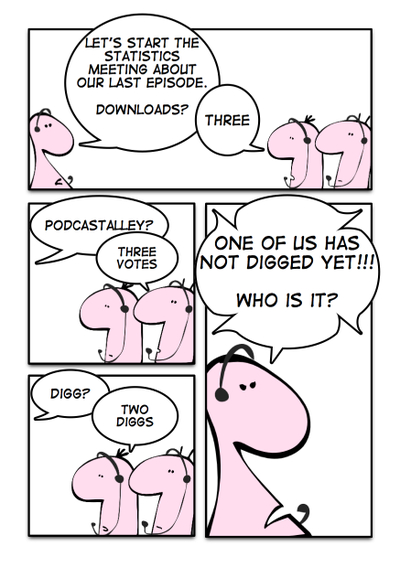 LET'S START THE
STATISTICS
MEETING ABOUT
OUR LAST EPISODE.
DOWNLOADS?
THREE
PODCASTALLEY?
THREE
VOTES
DIGG?
TWO
DIGGS
ONE OF US HAS
NOT DIGGED YET!!!
WHO IS IT?